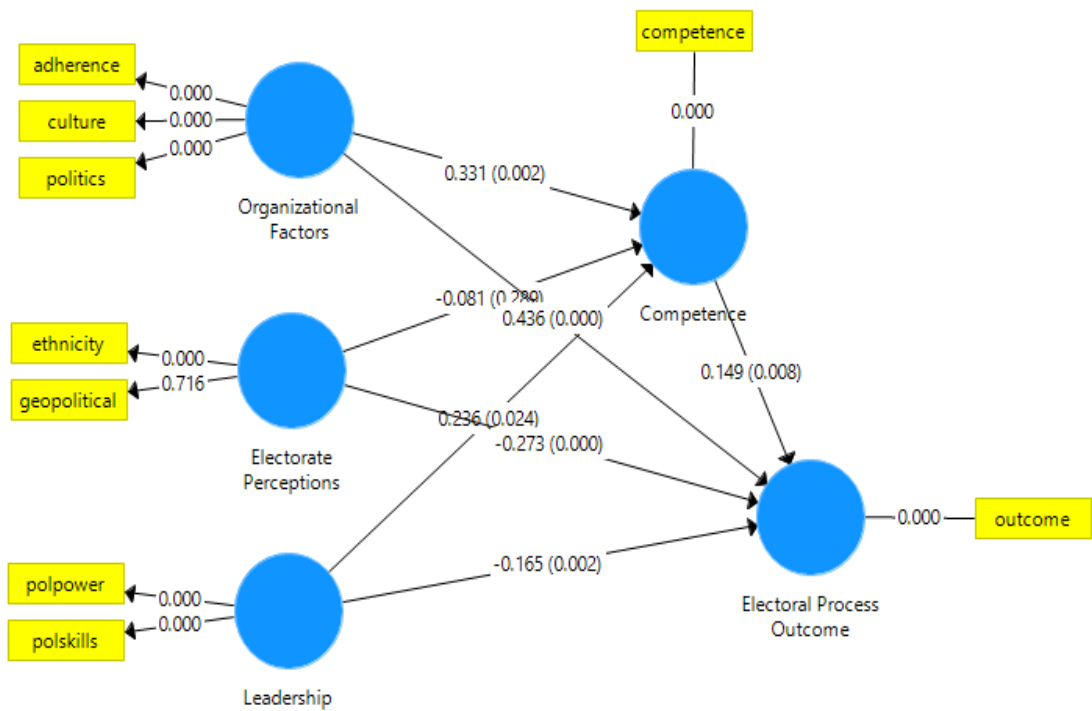 competence
adherence
0.000
culture
0.000
0.000
politics
0.000
0.331 (0.002)
Organizational
Factors
-0.081
0.436 (0.000)
Competence
ethnicity
0.000
0.716
geopolitical
0.149 (0.008)
0.236 (0.024)
-0.273 (0.000)
Electorate
Perceptions
0.000
outcome
-0.165 (0.002)
polpower
0.000
0.000
polskills
Electoral Process
Outcome
Leadership